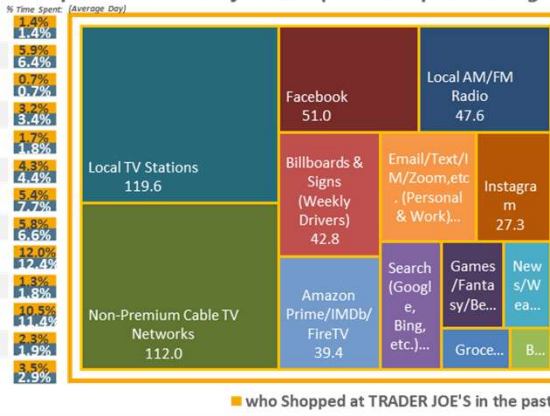 % Time Spent: (Average Day)
1.4%
1.4%
5.9%
6.4%
0.7%
0.7%
3.2%
3.4%
1.7%
1.8%
4.3%
4.4%
5.4%
7.7%
5.8%
6.6%
12.0%
12.4%
1.3%
1.8%
10.5%
11.4%
2.3%
1.9%
3.5%
2.9%
Local TV Stations
119.6
Non-Premium Cable TV
Networks
112.0
Facebook
51.0
Local AM/FM
Radio
47.6
Billboards &
Signs
(Weekly
Drivers)
42.8
Email/Text/I
M/Zoom,etc
. (Personal
& Work)...
Instagra
m
27.3
Amazon
Prime/IMDb/
FireTV
39.4
Search
(Googl
e,
Bing,
etc.)...
Games
/Fanta
sy/Be...
New
s/W
ea...
Groce...
B...
who Shopped at TRADER JOE'S in the past